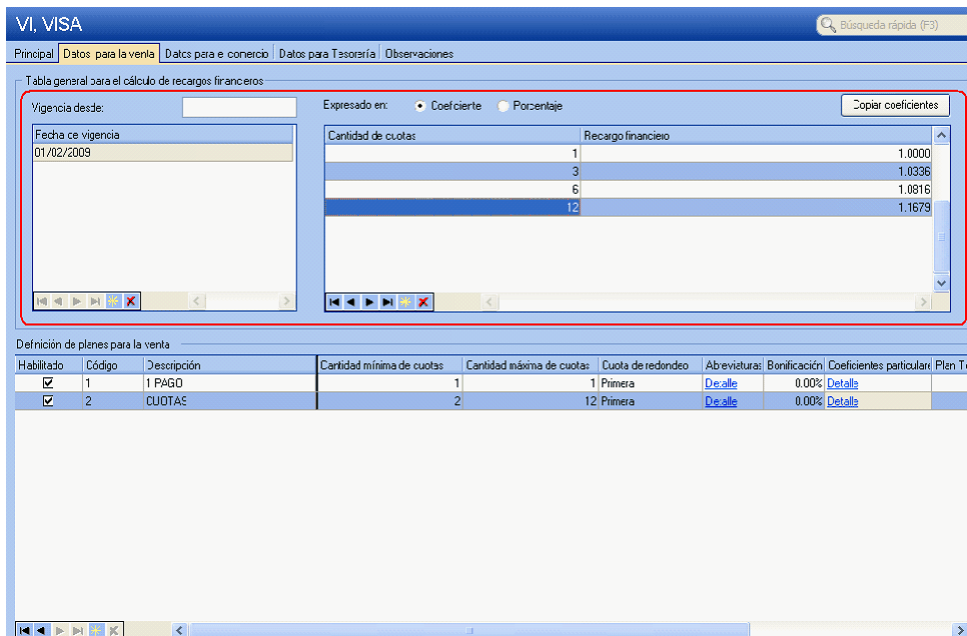 VI, VISA
Búsqueda rápida (F3)
Principal Datos para la venta Datos para el comercio Datos para Tesorería Observaciones
Tabla general para el cálculo de recargos financieros
Vigencia desde: Expresado en: Coeficiente Porcentaje Copiar coeficientes
Fecha de vigencia Cantidad de cuotas Recargo financiero
01/02/2009 1 1.0000
3 1.0336
6 1.0816
12 1.1679
Definición de planes para la venta
Habilitado Código Descripción Cantidad mínima de cuotas Cantidad máxima de cuotas Cuota de redondeo Abreviaturas Bonificación Coeficientes particulare Plan T
1 1 PAGO 1 1 Primera Detalle 0.00% Detalle
2 CUOTAS 2 12 Primera Detalle 0.00% Detalle